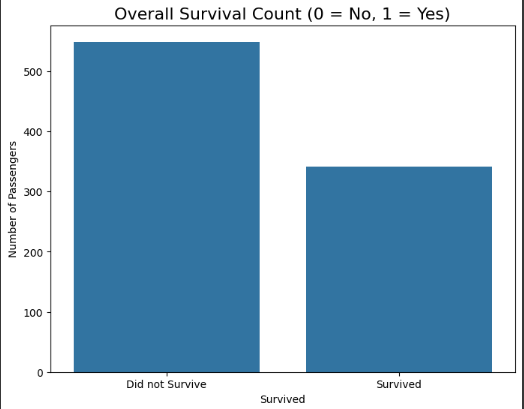 Overall Survival Count (0 = No, 1 = Yes)
Number of Passengers
500
400
300
200
100
0
Did not Survive
Survived
Survived